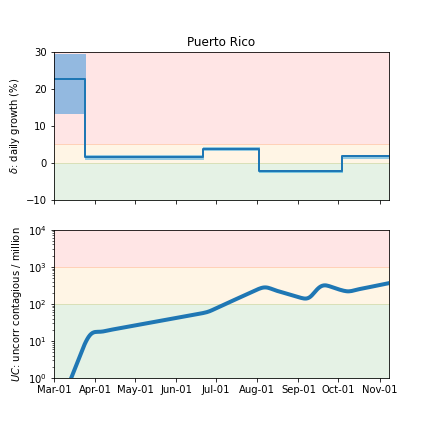 Puerto Rico
30
20
10
0
−10
δ: daily growth (%)
10⁴
10³
10²
10¹
10⁰
UC: uncorr contagious / million
Mar-01 Apr-01 May-01 Jun-01 Jul-01 Aug-01 Sep-01 Oct-01 Nov-01